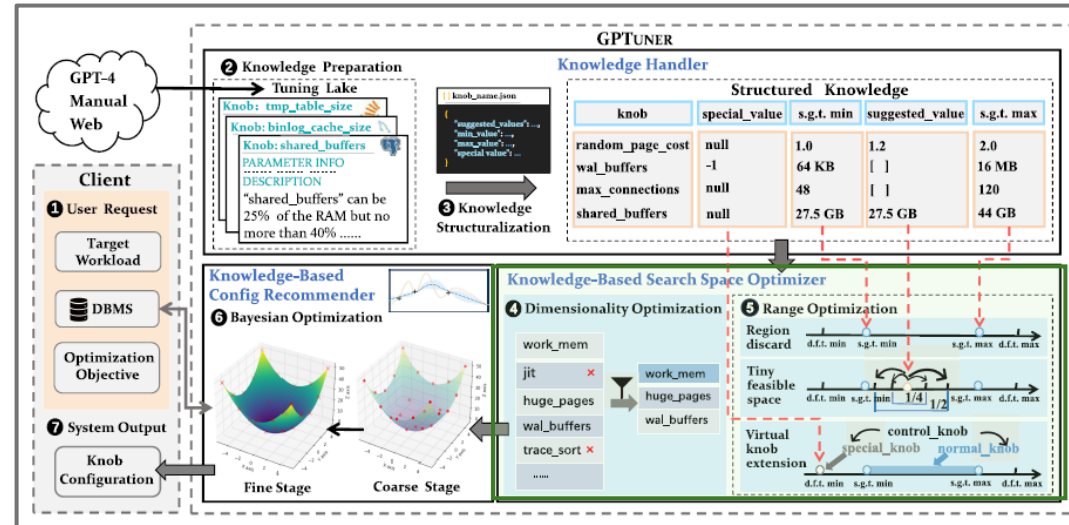 GPTUNER
GPT-4
Manual
Web
❷ Knowledge Preparation
Tuning Lake
Knob: tmp_table_size
Knob: binlog_cache_size
Knob: shared_buffers
PARAMETER INFO
DESCRIPTION
“shared_buffers” can be
25% of the RAM but no
more than 40% ......
Knowledge Handler
knob_name.json
{
"suggested_values": ...,
"min_value": ...,
"max_value": ...,
"special value": ...
}
❸ Knowledge
Structuralization
Structured Knowledge
knob special_value s.g.t. min suggested_value s.g.t. max
random_page_cost null 1.0 1.2 2.0
wal_buffers -1 64 KB [ ] 16 MB
max_connections null 48 [ ] 120
shared_buffers null 27.5 GB 27.5 GB 44 GB
Client
❶ User Request
Target
Workload
DBMS
Optimization
Objective
❼ System Output
Knob
Configuration
Knowledge-Based
Config Recommender
❻ Bayesian Optimization
Fine Stage
Coarse Stage
Knowledge-Based Search Space Optimizer
❹ Dimensionality Optimization
work_mem
jit ×
huge_pages
wal_buffers
trace_sort ×
......
work_mem
huge_pages
wal_buffers
❺ Range Optimization
Region
discard
d.f.t. min s.g.t. min s.g.t. max d.f.t. max
Tiny
feasible
space
d.f.t. min s.g.t. min 1/4 1/2 s.g.t. max d.f.t. max
Virtual
knob
extension
control_knob
special_knob normal_knob
d.f.t. min s.g.t. min s.g.t. max d.f.t. max